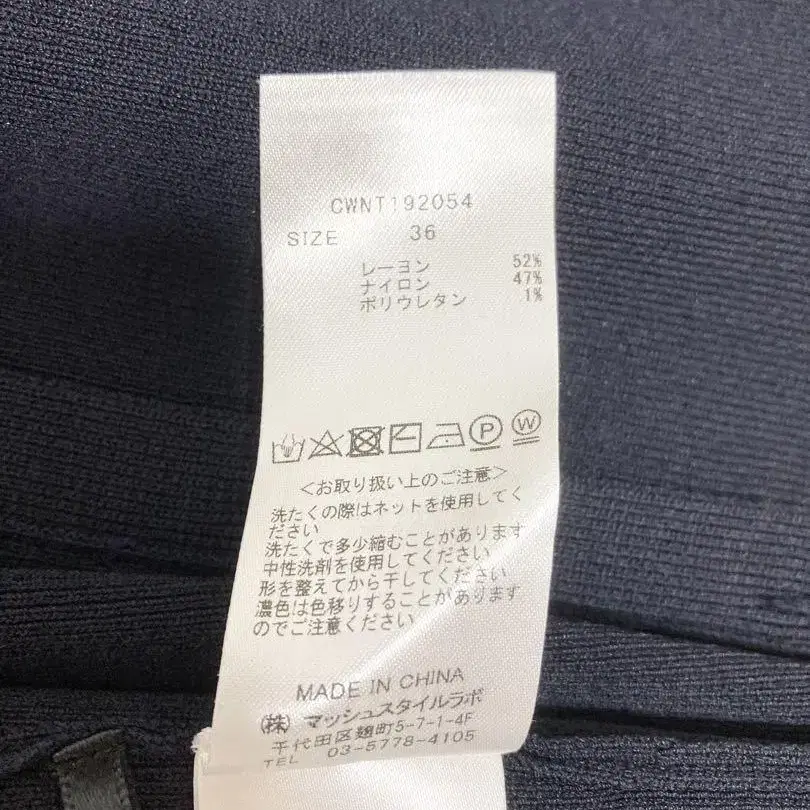 CWNT192054
SIZE 36
レーヨン 52%
ナイロン 47%
ポリウレタン 1%
P W
<お取り扱い上のご注意>
洗たくの際はネットを使用してく
ださい
洗たくで多少縮むことがあります
中性洗剤を使用してください
形を整えてから干してください
濃色は色移りすることがあります
のでご注意ください
MADE IN CHINA
(株) マッシュスタイルラボ
千代田区麹町5-7-1-4F
TEL 03-5778-4105